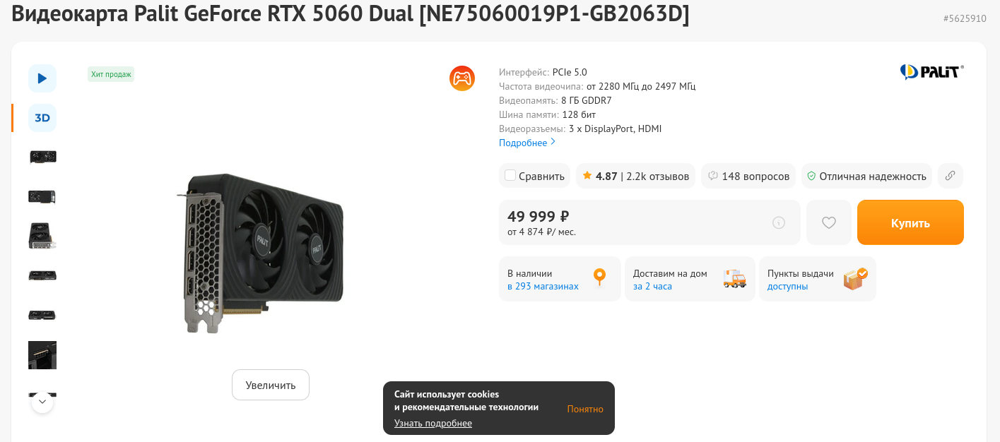 Видеокарта Palit GeForce RTX 5060 Dual [NE75060019P1-GB2063D]
#5625910
Хит продаж
3D
PALIT®
Интерфейс: PCIe 5.0
Частота видеочипа: от 2280 МГц до 2497 МГц
Видеопамять: 8 ГБ GDDR7
Шина памяти: 128 бит
Видеоразъемы: 3 x DisplayPort, HDMI
Подробнее
Сравнить
4.87 | 2.2k отзывов
148 вопросов
Отличная надежность
49 999 ₽
от 4 874 ₽/ мес.
Купить
В наличии
в 293 магазинах
Доставим на дом
за 2 часа
Пункты выдачи
доступны
PALIT
PALIT
Увеличить
Сайт использует cookies
и рекомендательные технологии
Узнать подробнее
Понятно